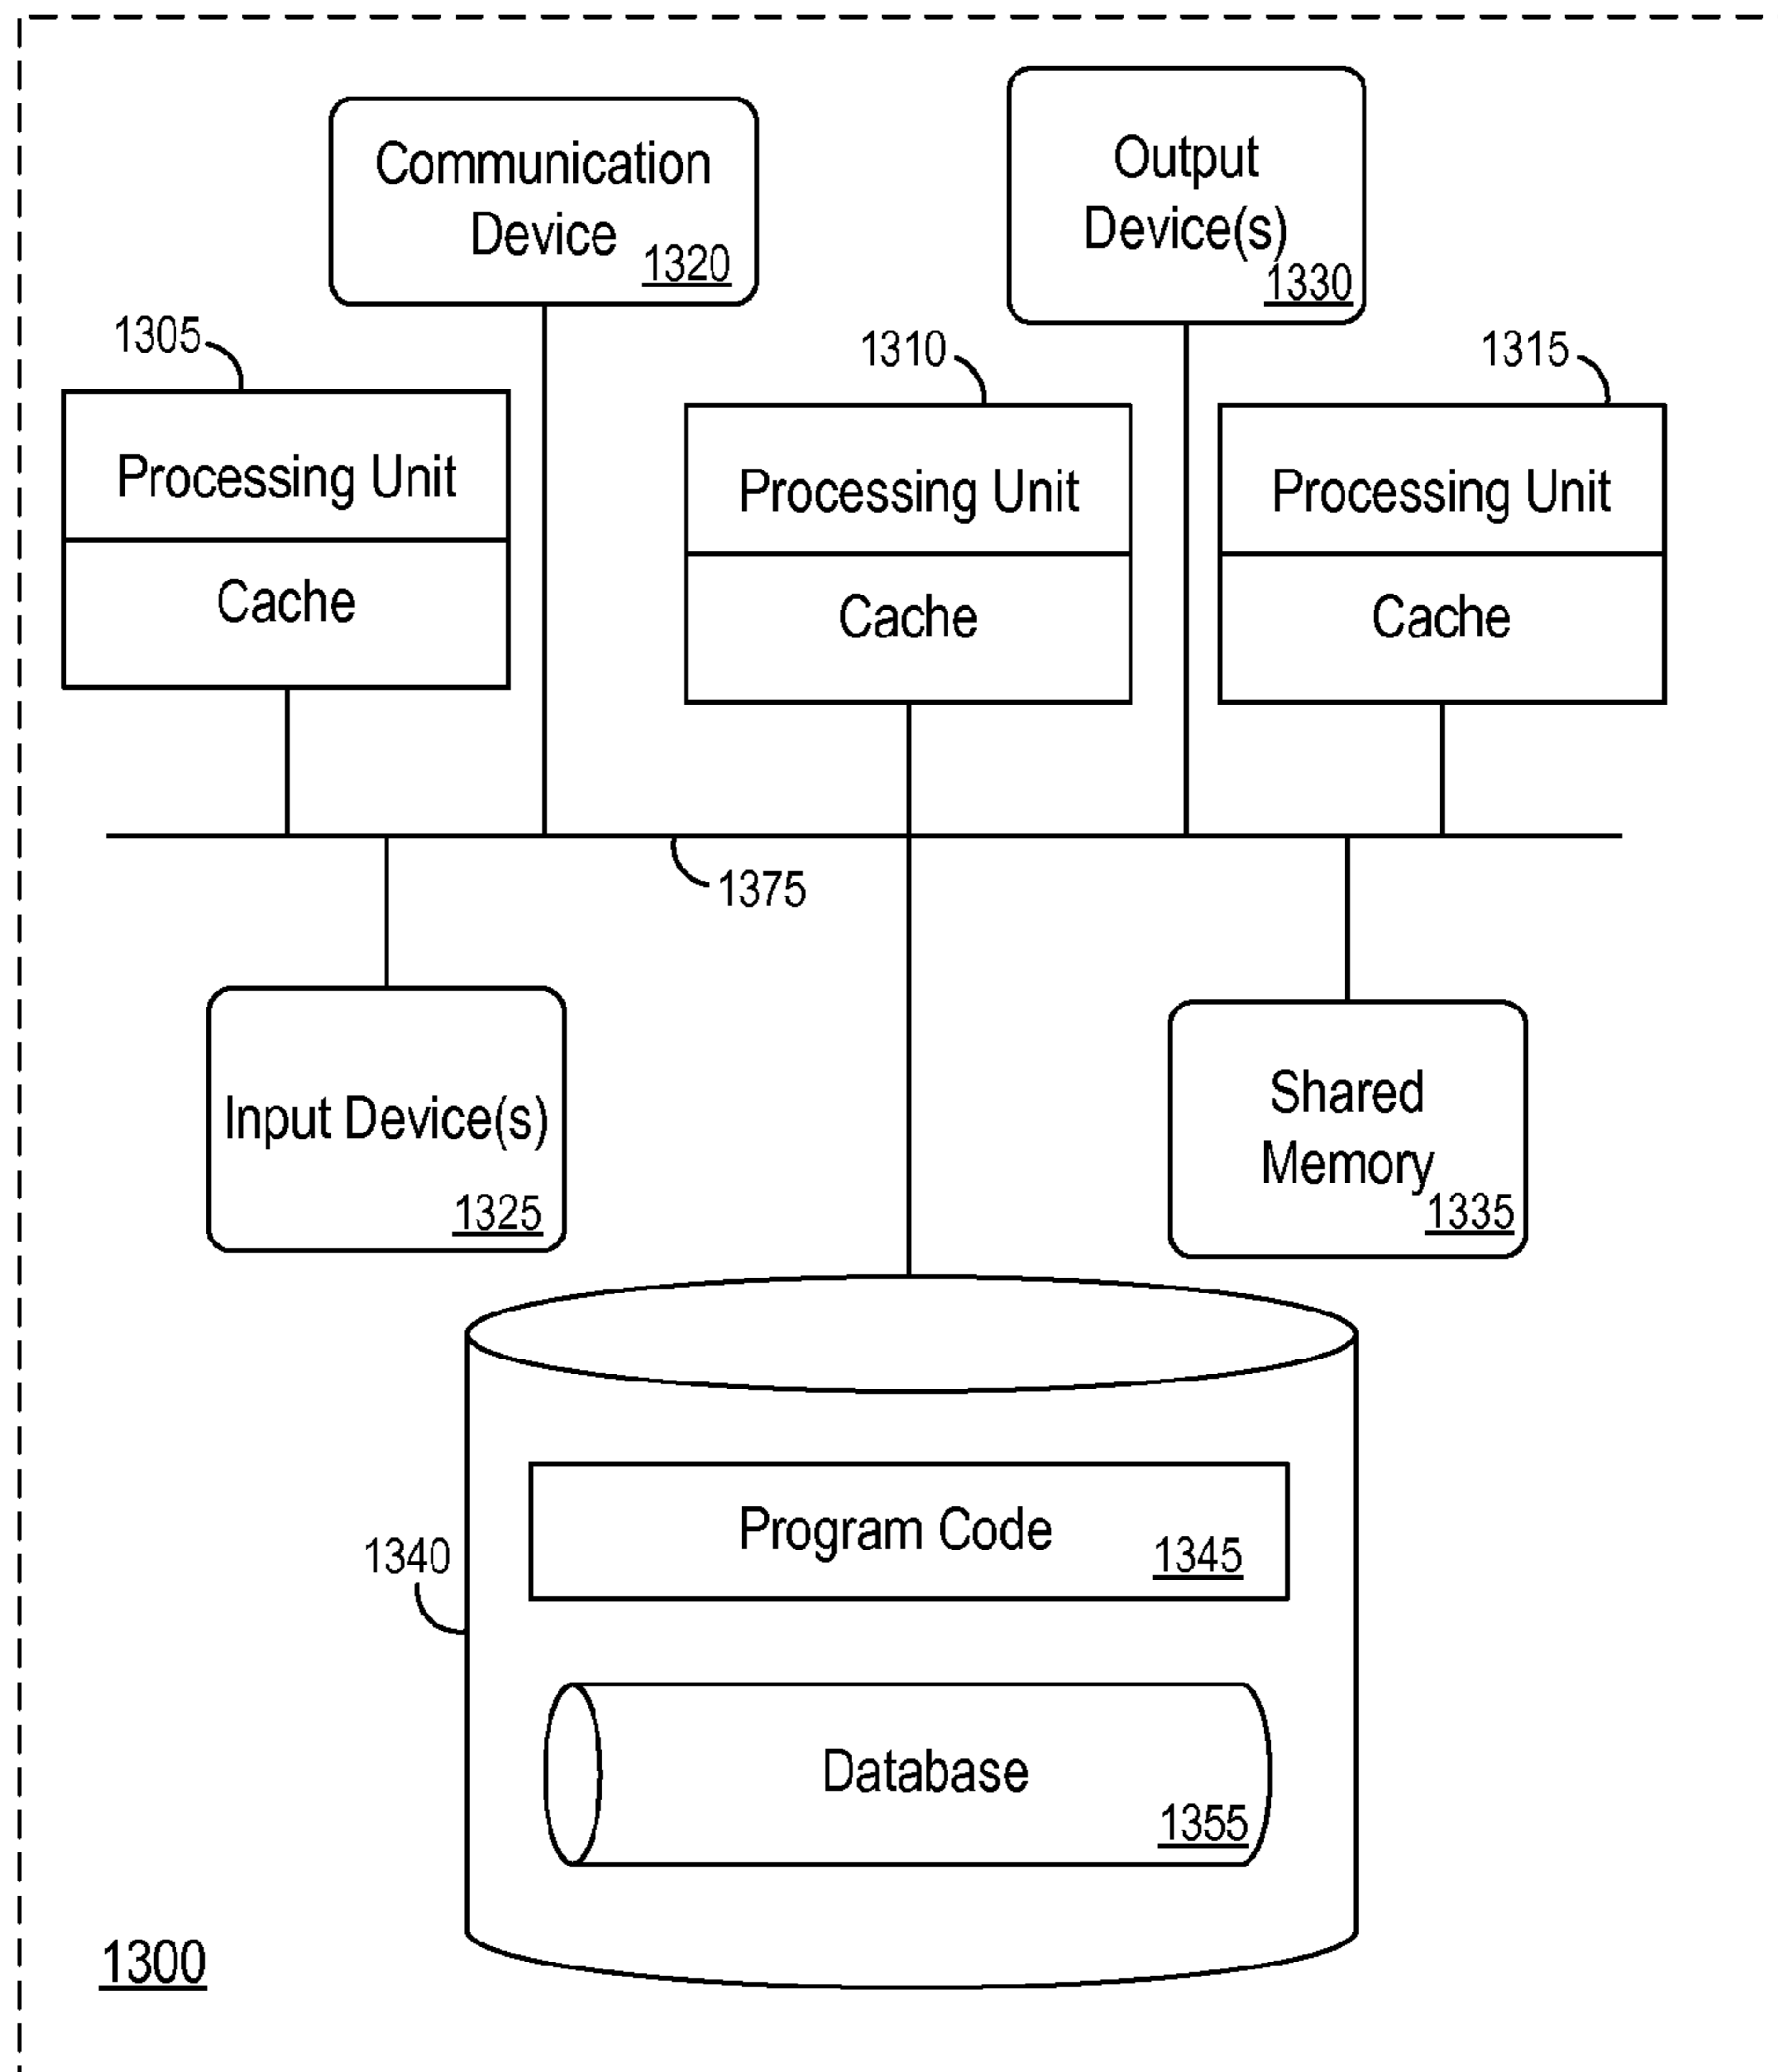 Communication
Device
1320
Output
Device(s)
1330
1305
1310
1315
Processing Unit
Cache
Processing Unit
Cache
Processing Unit
Cache
1375
Input Device(s)
1325
Shared
Memory
1335
1340
Program Code
1345
Database
1355
1300